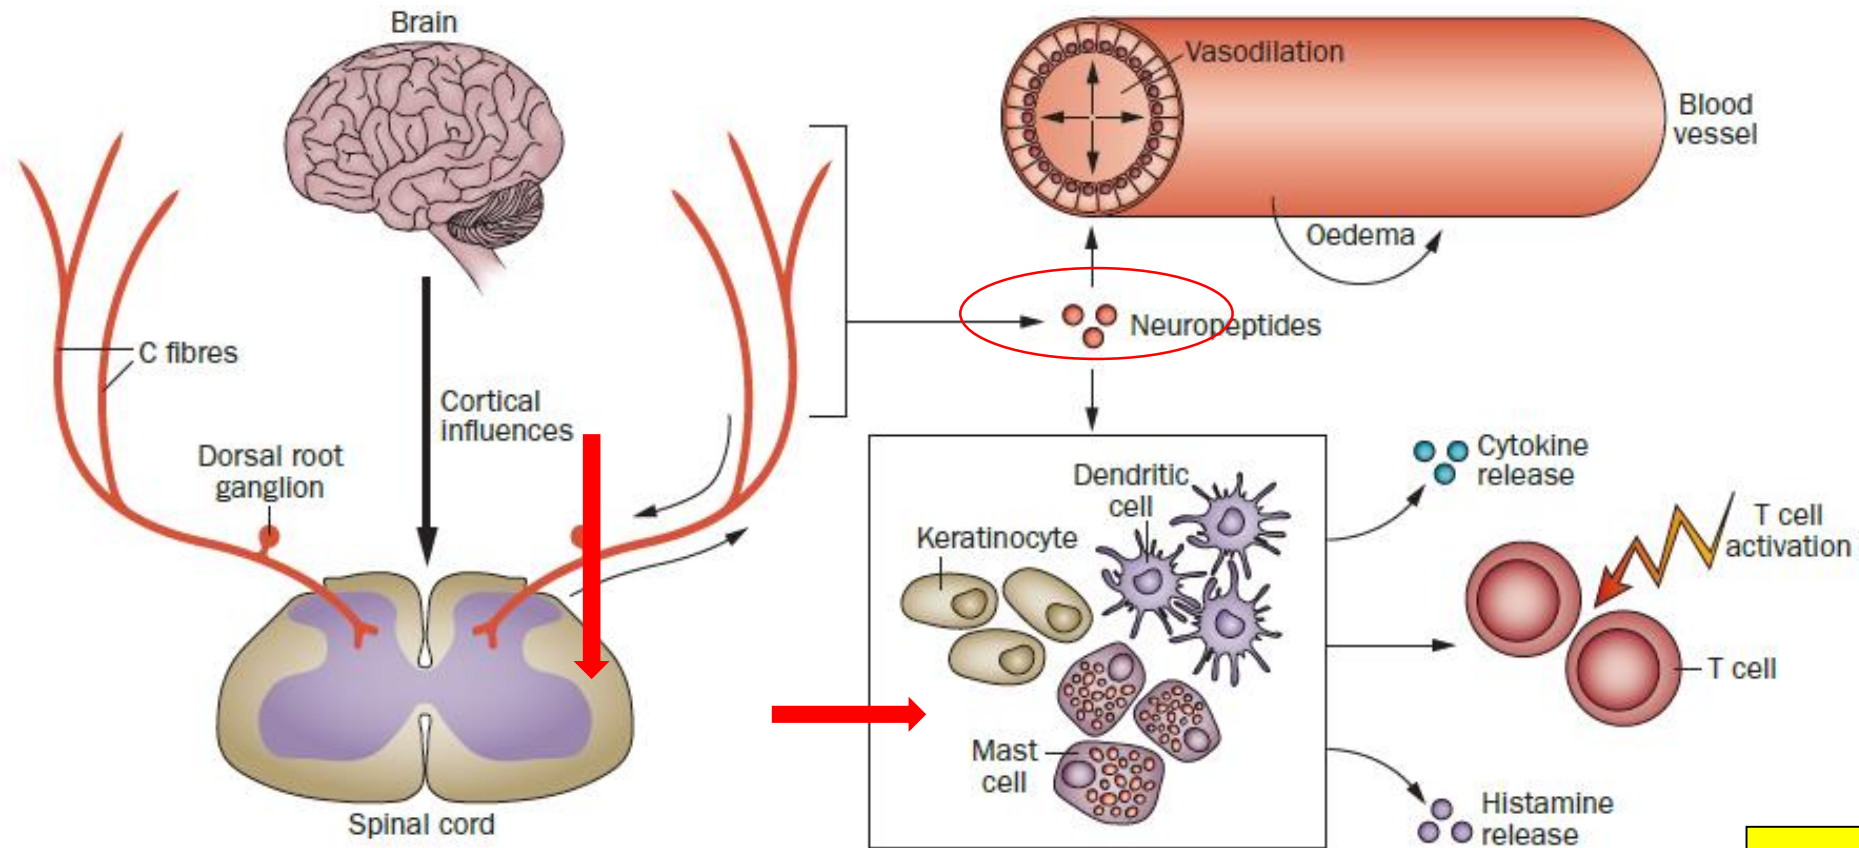 Brain
Vasodilation
Blood
vessel
Oedema
Neuropeptides
C fibres
Cortical
influences
Dorsal root
ganglion
Spinal cord
Dendritic
cell
Keratinocyte
Mast
cell
Cytokine
release
T cell
activation
T cell
Histamine
release